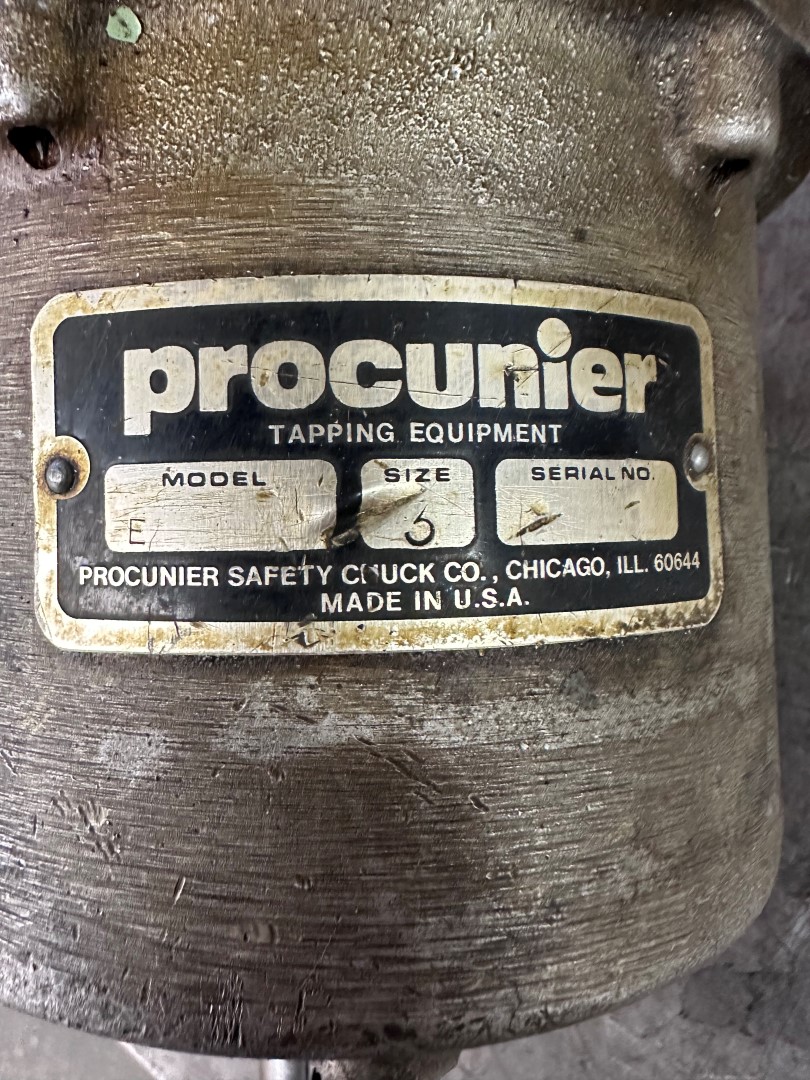 procunier
TAPPING EQUIPMENT
MODEL SIZE SERIAL NO.
E 3
PROCUNIER SAFETY CHUCK CO., CHICAGO, ILL. 60644
MADE IN U.S.A.